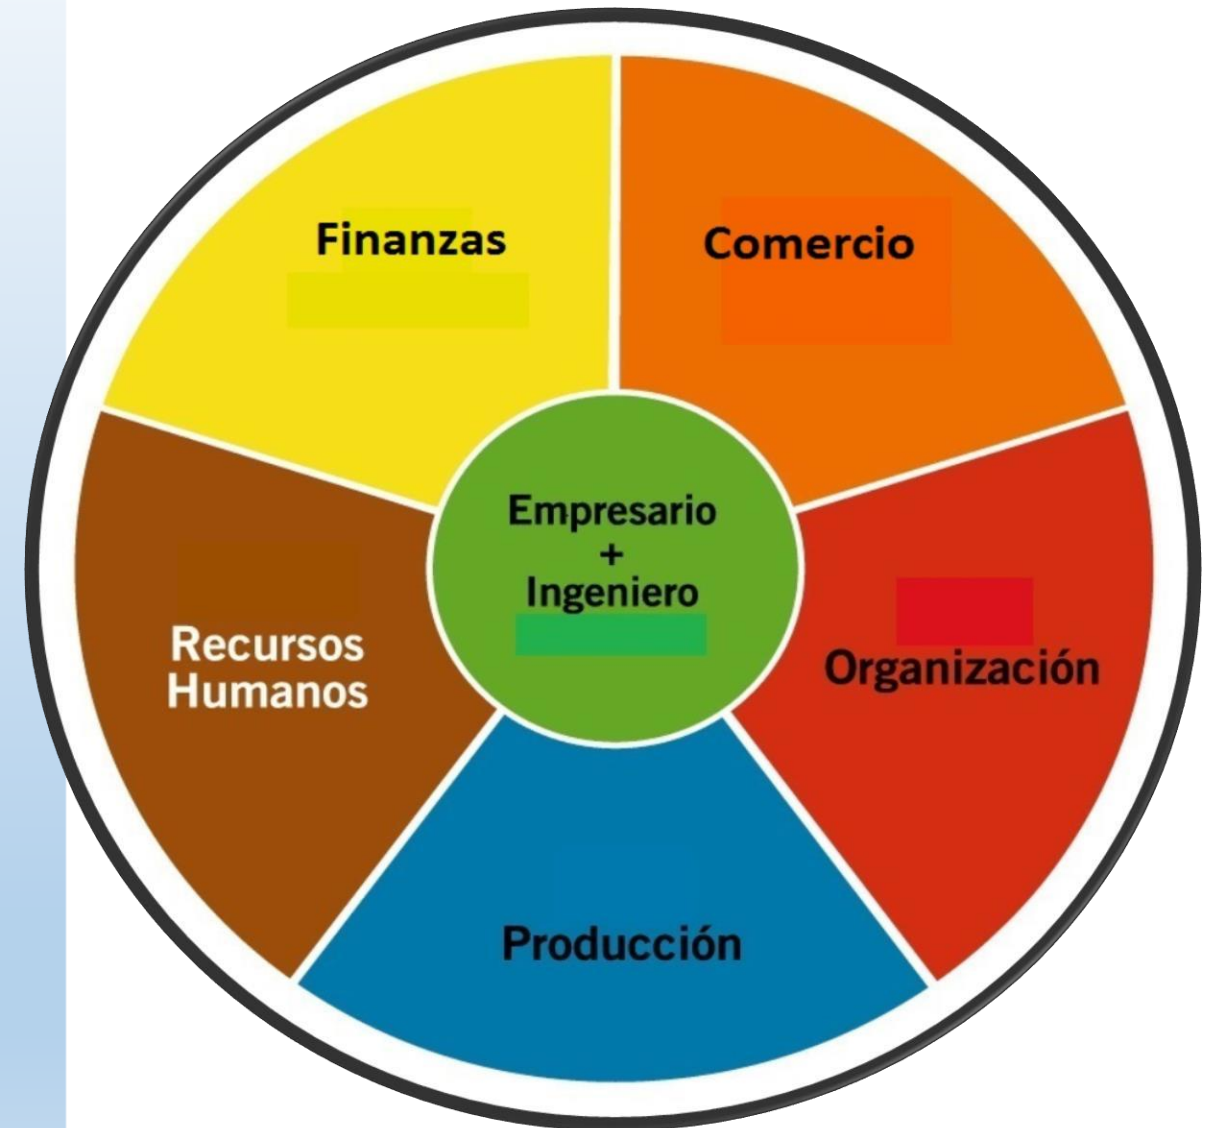 Finanzas
Comercio
Empresario
+
Ingeniero
Recursos
Humanos
Organización
Producción